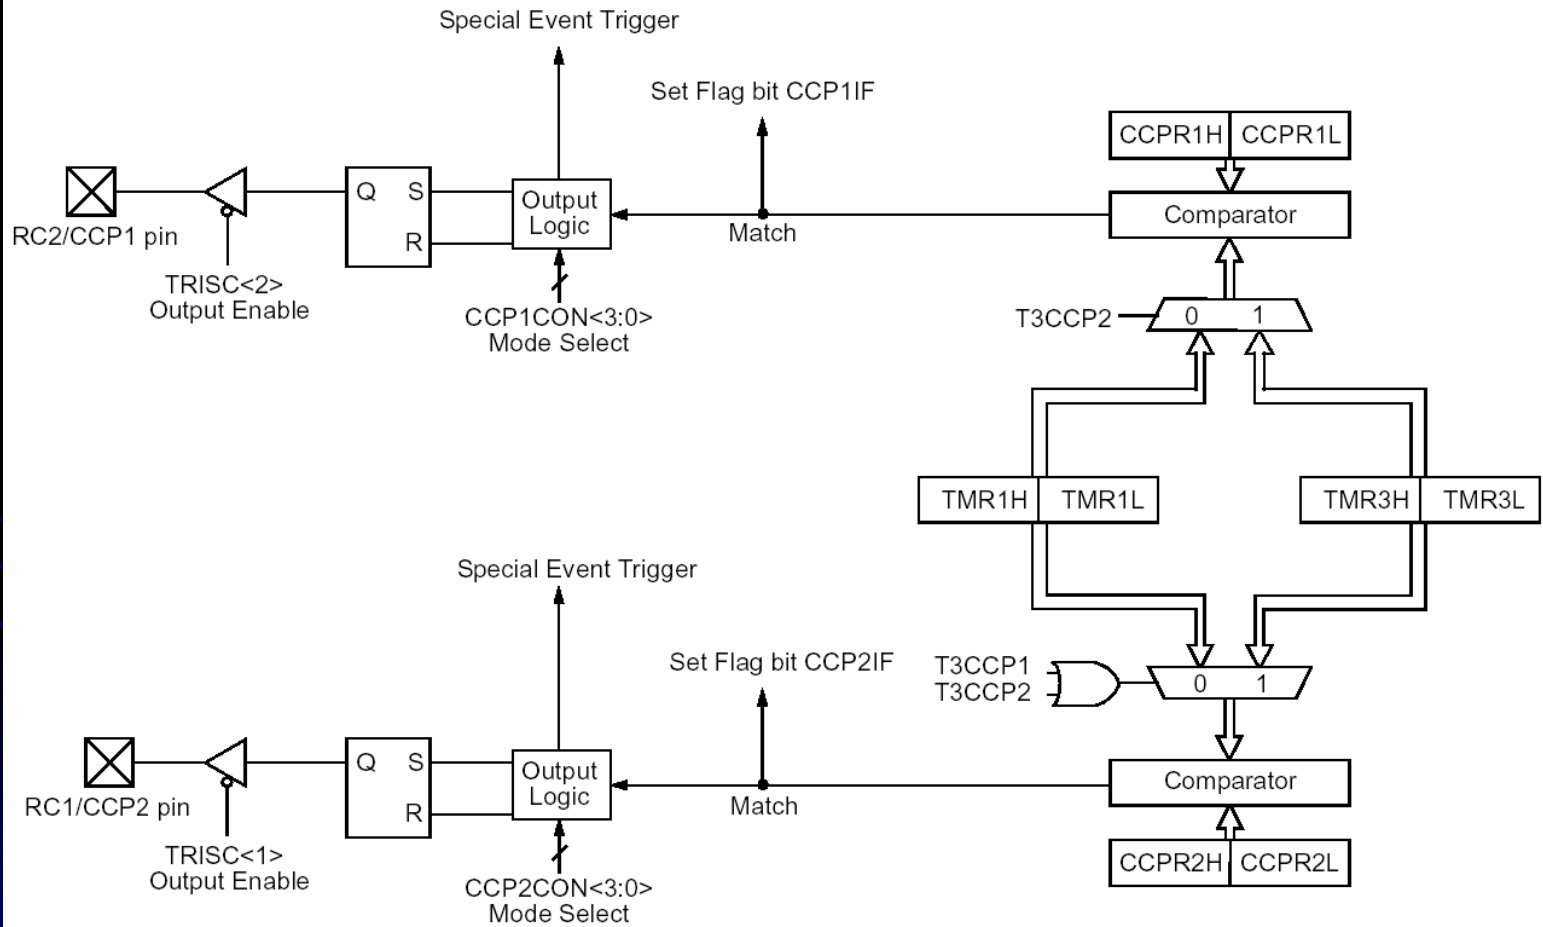 Special Event Trigger
Set Flag bit CCP1IF
CCPR1H CCPR1L
Q S
R
Output
Logic
Comparator
Match
RC2/CCP1 pin
TRISC<2>
Output Enable
CCP1CON<3:0>
Mode Select
T3CCP2
0 1
TMR1H TMR1L
TMR3H TMR3L
Special Event Trigger
Set Flag bit CCP2IF
T3CCP1
T3CCP2
0 1
Q S
R
Output
Logic
Comparator
Match
RC1/CCP2 pin
TRISC<1>
Output Enable
CCPR2H CCPR2L
CCP2CON<3:0>
Mode Select